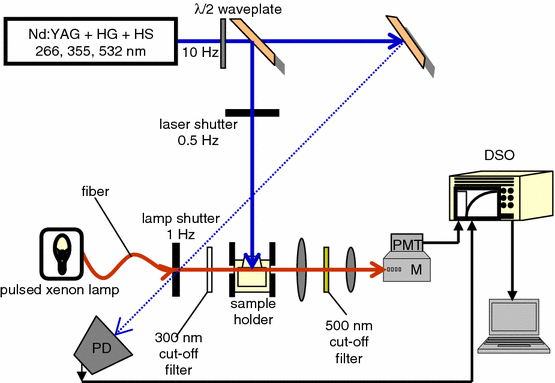 λ/2 waveplate
Nd:YAG + HG + HS
266, 355, 532 nm
10 Hz
laser shutter
0.5 Hz
DSO
fiber
lamp shutter
1 Hz
PMT
M
pulsed xenon lamp
sample
holder
300 nm
cut-off
filter
500 nm
cut-off
filter
PD